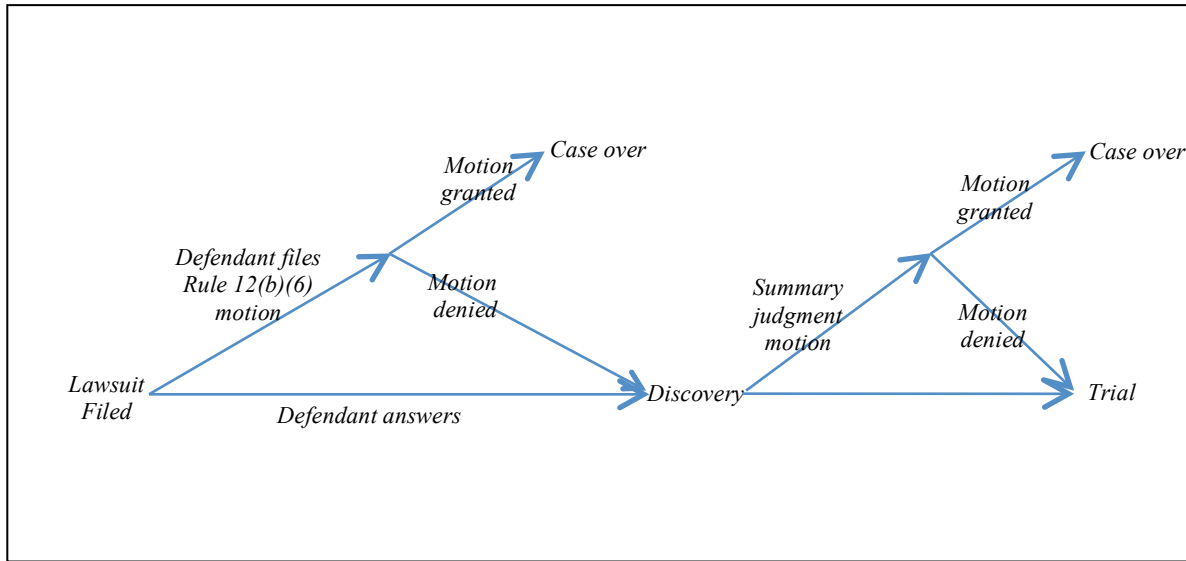 Case over
Motion
granted
Defendant files
Rule 12(b)(6)
motion
Motion
denied
Lawsuit
Filed
Defendant answers
Discovery
Case over
Motion
granted
Summary
judgment
motion
Motion
denied
Trial